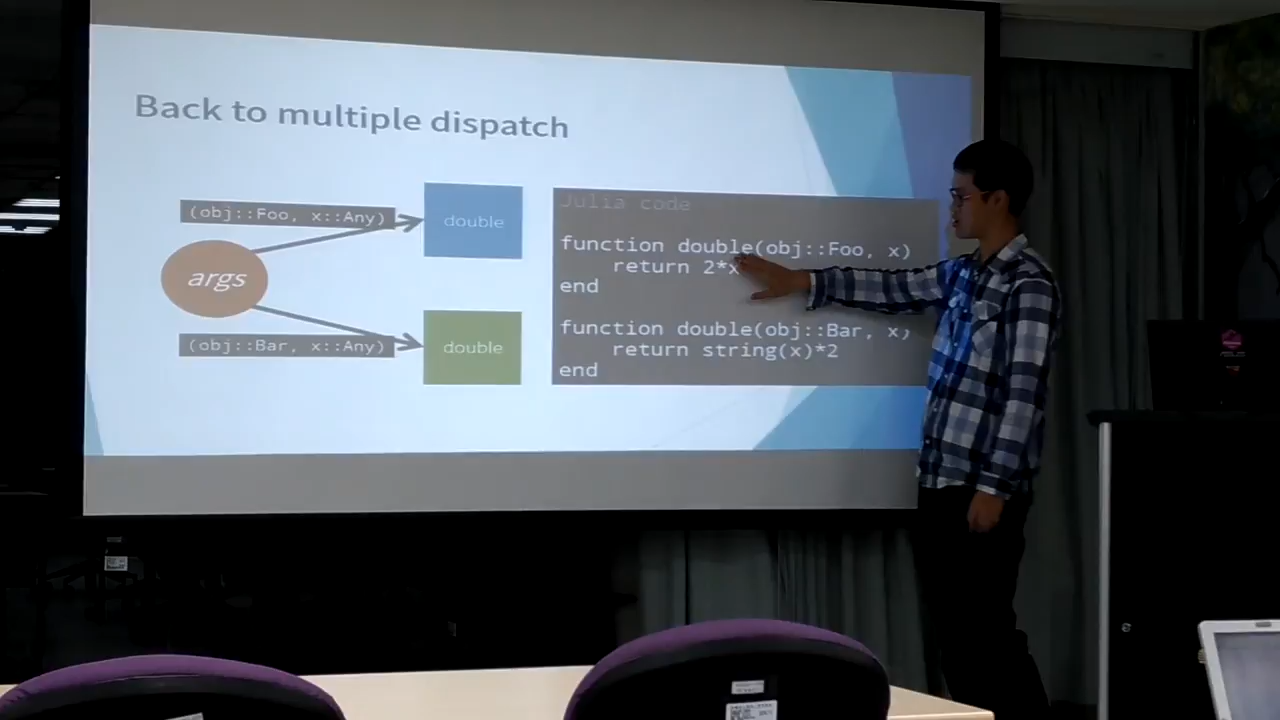 Back to multiple dispatch
(obj::Foo, x::Any)
double
args
(obj::Bar, x::Any)
double
Julia code
function double(obj::Foo, x)
return 2*x
end
function double(obj::Bar, x)
return string(x)*2
end